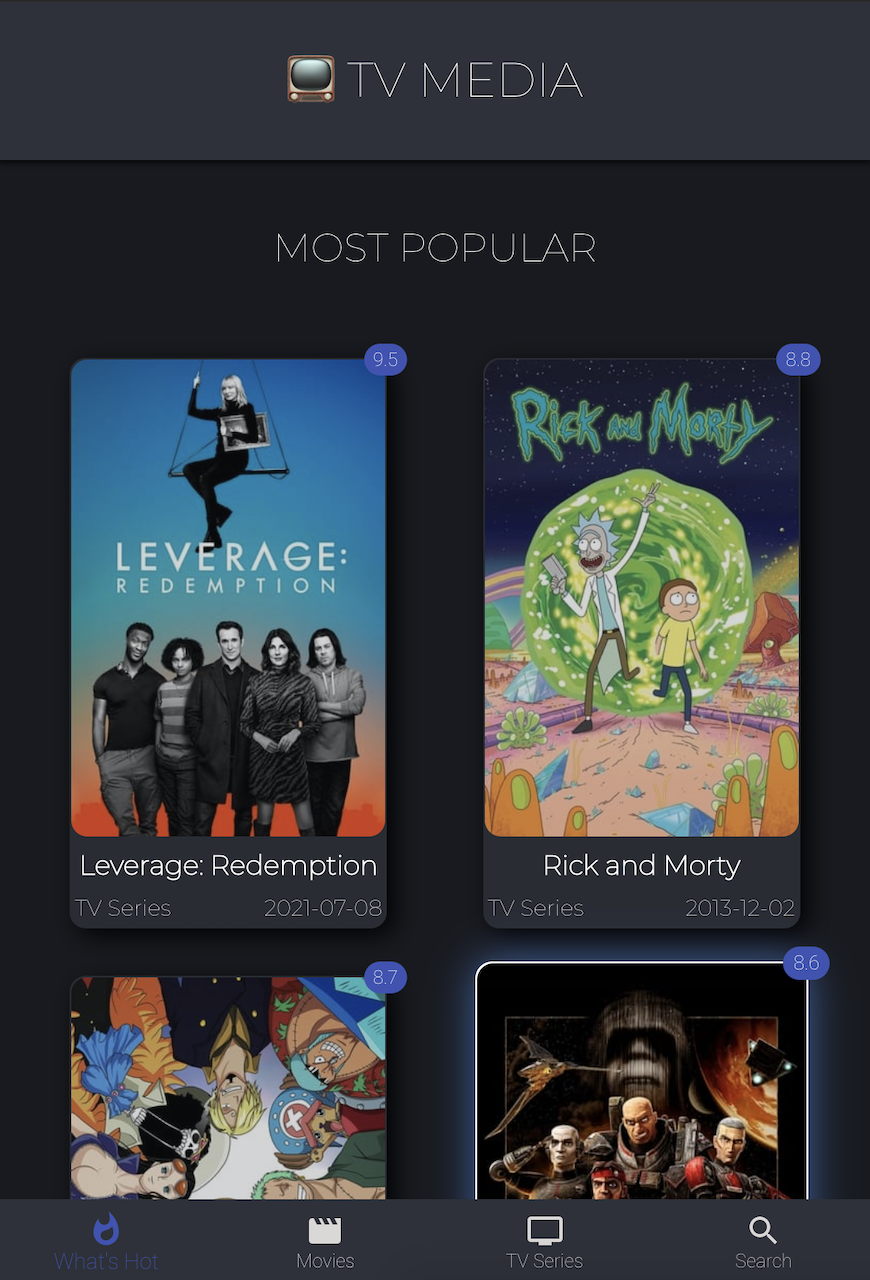 TV MEDIA
MOST POPULAR
9.5
8.8
LEVERAGE:
REDEMPTION
Rick and Morty
Leverage: Redemption
Rick and Morty
TV Series
2021-07-08
TV Series
2013-12-02
8.7
8.6
What's Hot
Movies
TV Series
Search